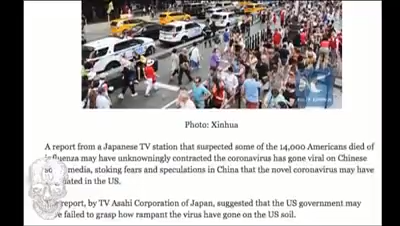 Photo: Xinhua
A report from a Japanese TV station that suspected some of the 14,000 Americans died of
may have unknowningly contracted the coronavirus has gone viral on Chinese
media, stoking fears and speculations in China that the novel coronavirus may have
in the US.
report, by TV Asahi Corporation of Japan, suggested that the US government may
failed to grasp how rampant the virus have gone on the US soil.